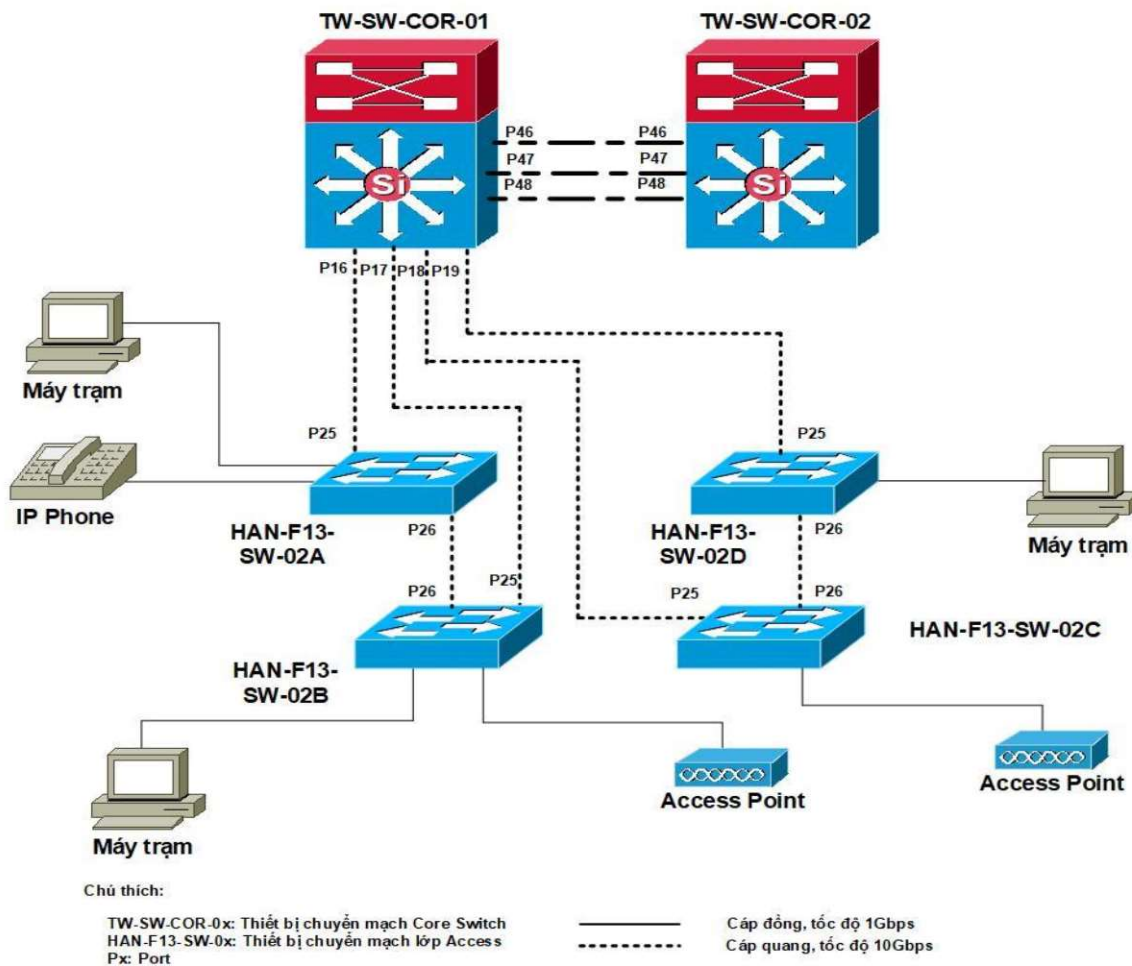 TW-SW-COR-01
TW-SW-COR-02
P46
P46
P47
P47
P48
P48
Si
Si
P16
P17
P18
P19
Máy trạm
P25
P25
IP Phone
HAN-F13-
SW-02A
P26
HAN-F13-
SW-02D
P26
Máy trạm
P26
P25
P25
P26
HAN-F13-SW-02C
HAN-F13-
SW-02B
Access Point
Access Point
Máy trạm
Chú thích:
TW-SW-COR-0x: Thiết bị chuyển mạch Core Switch
Cáp đồng, tốc độ 1Gbps
HAN-F13-SW-0x: Thiết bị chuyển mạch lớp Access
Cáp quang, tốc độ 10Gbps
Px: Port